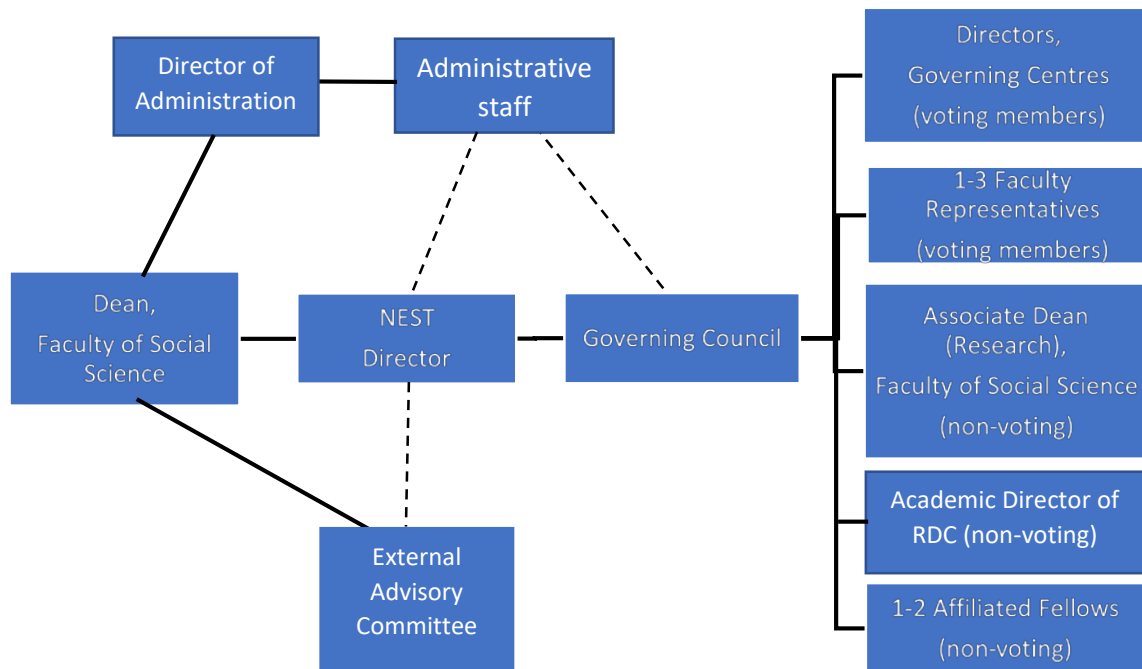 Director of
Administration
Administrative
staff
Directors,
Governing Centres
(voting members)
1-3 Faculty
Representatives
(voting members)
Dean,
Faculty of Social
Science
NEST
Director
Governing Council
Associate Dean
(Research),
Faculty of Social Science
(non-voting)
External
Advisory
Committee
Academic Director of
RDC (non-voting)
1-2 Affiliated Fellows
(non-voting)